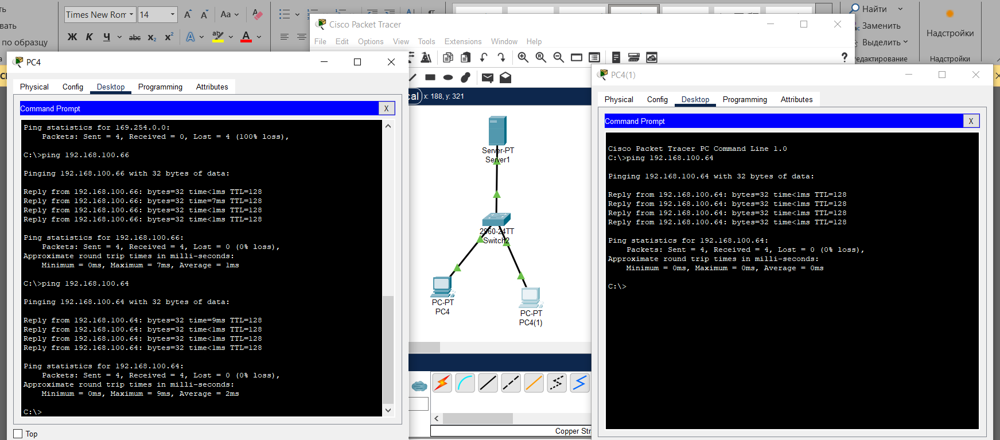 ть
Times New Rom
14
Aa
Найти
вать
Заменить
по образцу
Ж К Ч abc x₂ x² A ab A
Выделить
Надстройки
едактирование
Надстройки
Cisco Packet Tracer
File Edit Options View Tools Extensions Window Help
?
cal x: 188, y: 321
PC4
Physical Config Desktop Programming Attributes
Command Prompt
X
Ping statistics for 169.254.0.0:
Packets: Sent = 4, Received = 0, Lost = 4 (100% loss),
C:\>ping 192.168.100.66
Pinging 192.168.100.66 with 32 bytes of data:
Reply from 192.168.100.66: bytes=32 time<1ms TTL=128
Reply from 192.168.100.66: bytes=32 time=7ms TTL=128
Reply from 192.168.100.66: bytes=32 time<1ms TTL=128
Reply from 192.168.100.66: bytes=32 time<1ms TTL=128
Ping statistics for 192.168.100.66:
Packets: Sent = 4, Received = 4, Lost = 0 (0% loss),
Approximate round trip times in milli-seconds:
Minimum = 0ms, Maximum = 7ms, Average = 1ms
C:\>ping 192.168.100.64
Pinging 192.168.100.64 with 32 bytes of data:
Reply from 192.168.100.64: bytes=32 time=9ms TTL=128
Reply from 192.168.100.64: bytes=32 time<1ms TTL=128
Reply from 192.168.100.64: bytes=32 time<1ms TTL=128
Reply from 192.168.100.64: bytes=32 time<1ms TTL=128
Ping statistics for 192.168.100.64:
Packets: Sent = 4, Received = 4, Lost = 0 (0% loss),
Approximate round trip times in milli-seconds:
Minimum = 0ms, Maximum = 9ms, Average = 2ms
C:\>
Top
Server-PT
Server1
2960-24TT
Switch2
PC-PT
PC4
PC-PT
PC4(1)
Copper Str
PC4(1)
Physical Config Desktop Programming Attributes
Command Prompt
X
Cisco Packet Tracer PC Command Line 1.0
C:\>ping 192.168.100.64
Pinging 192.168.100.64 with 32 bytes of data:
Reply from 192.168.100.64: bytes=32 time<1ms TTL=128
Reply from 192.168.100.64: bytes=32 time<1ms TTL=128
Reply from 192.168.100.64: bytes=32 time<1ms TTL=128
Reply from 192.168.100.64: bytes=32 time<1ms TTL=128
Ping statistics for 192.168.100.64:
Packets: Sent = 4, Received = 4, Lost = 0 (0% loss),
Approximate round trip times in milli-seconds:
Minimum = 0ms, Maximum = 0ms, Average = 0ms
C:\>